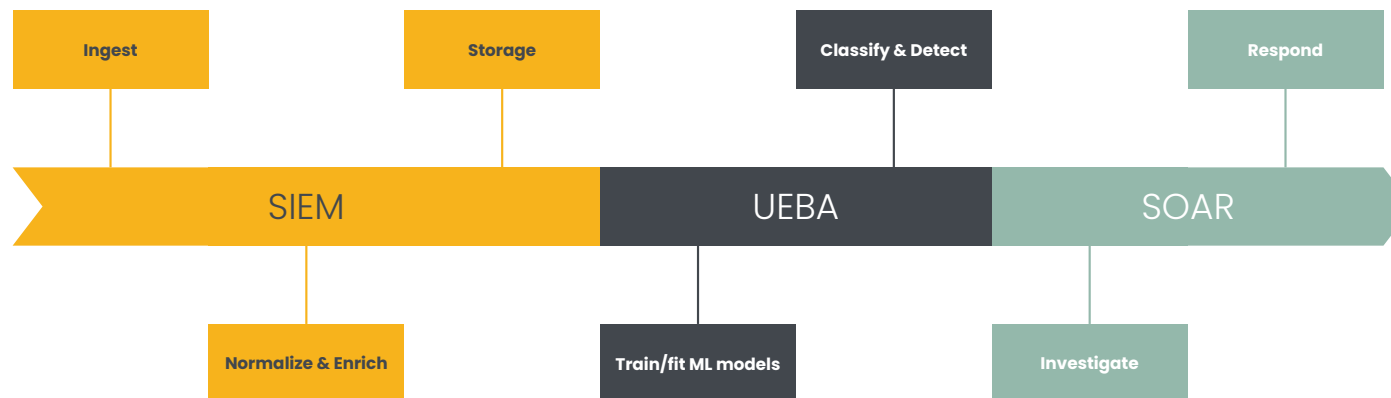 Ingest
Storage
Classify & Detect
Respond
SIEM
UEBA
SOAR
Normalize & Enrich
Train/fit ML models
Investigate